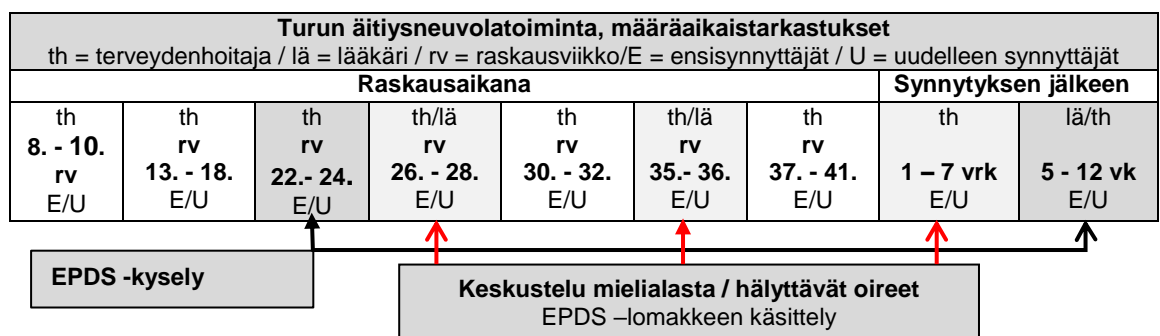 Turun äitiysneuvolatoiminta, määräaikaistarkastukset
th = terveydenhoitaja / lä = lääkäri / rv = raskausviikko/E = ensisynnyttäjät / U = uudelleen synnyttäjät
Raskausaikana
Synnytyksen jälkeen
th
8. - 10.
rv
E/U
th
rv
13. - 18.
E/U
th
rv
22.- 24.
E/U
th/lä
rv
26. - 28.
E/U
th
rv
30. - 32.
E/U
th/lä
rv
35.- 36.
E/U
th
rv
37. - 41.
E/U
th
1 – 7 vrk
E/U
lä/th
5 - 12 vk
E/U
EPDS -kysely
Keskustelu mielialasta / hälyttävät oireet
EPDS –lomakkeen käsittely